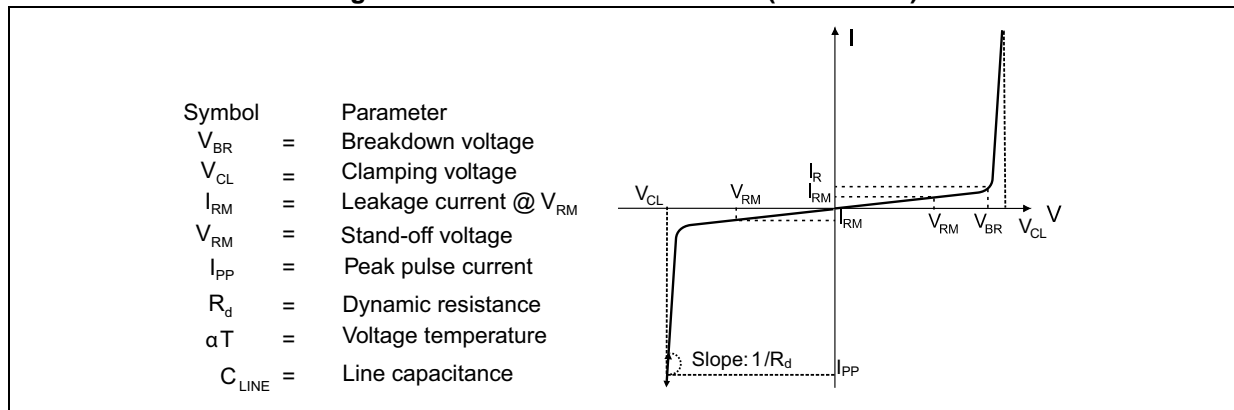 Symbol Parameter
V_BR = Breakdown voltage
V_CL = Clamping voltage
I_RM = Leakage current @ V_RM
V_RM = Stand-off voltage
I_PP = Peak pulse current
R_d = Dynamic resistance
αT = Voltage temperature
C_LINE = Line capacitance
I
I_R
I_RM
V_CL V_RM
I_RM V_RM V_BR V_CL V
Slope: 1/R_d I_PP